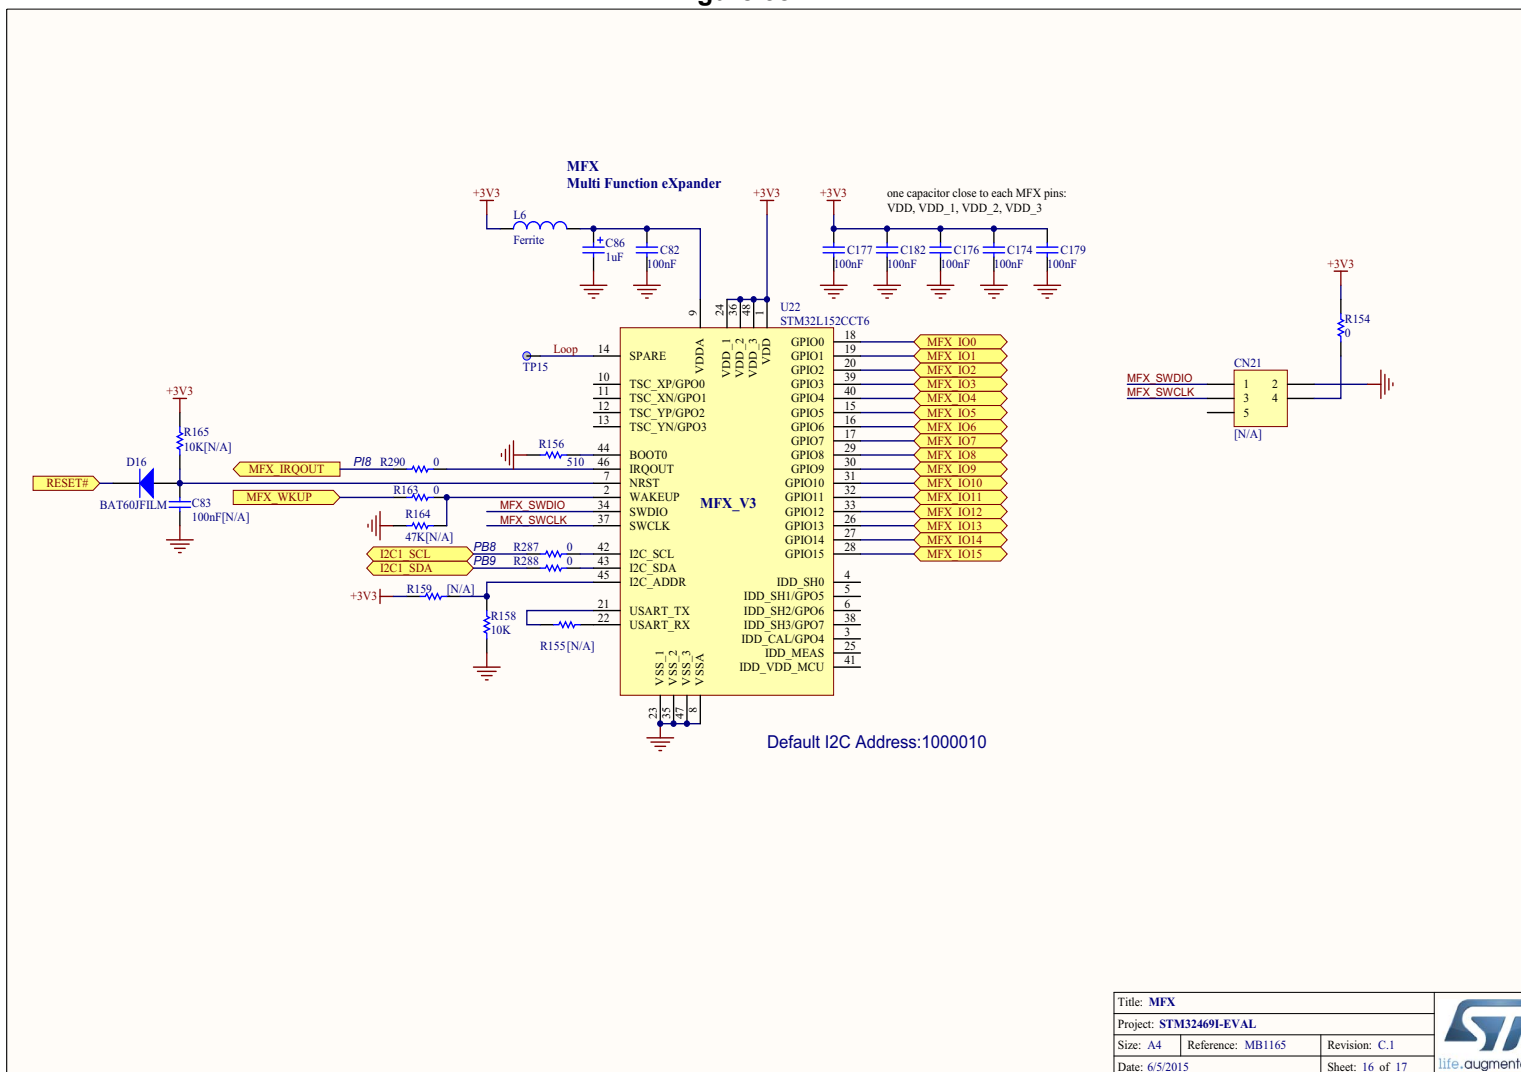 MFX
Multi Function eXpander
+3V3
L6
Ferrite
C86
1uF
C82
100nF
+3V3
+3V3
one capacitor close to each MFX pins:
VDD, VDD_1, VDD_2, VDD_3
C177
100nF
C182
100nF
C176
100nF
C174
100nF
C179
100nF
U22
STM32L152CCT6
MFX_V3
9 VDDA
24 VDD_1
36 VDD_2
48 VDD_3
1 VDD
TP15 Loop 14 SPARE
10 TSC_XP/GPO0
11 TSC_XN/GPO1
12 TSC_YP/GPO2
13 TSC_YN/GPO3
R156 510 44 BOOT0
MFX_IRQOUT PI8 R290 0 46 IRQOUT
7 NRST
MFX_WKUP R163 0 2 WAKEUP
MFX_SWDIO 34 SWDIO
MFX_SWCLK 37 SWCLK
R164
47K[N/A]
I2C1_SCL PB8 R287 0 42 I2C_SCL
I2C1_SDA PB9 R288 0 43 I2C_SDA
45 I2C_ADDR
+3V3 R159 [N/A]
R158
10K
21 USART_TX
22 USART_RX
R155[N/A]
+3V3
R165
10K[N/A]
D16
RESET#
BAT60JFILM
C83
100nF[N/A]
23 VSS_1
35 VSS_2
47 VSS_3
8 VSSA
GPIO0 18 MFX_IO0
GPIO1 19 MFX_IO1
GPIO2 20 MFX_IO2
GPIO3 39 MFX_IO3
GPIO4 40 MFX_IO4
GPIO5 15 MFX_IO5
GPIO6 16 MFX_IO6
GPIO7 17 MFX_IO7
GPIO8 29 MFX_IO8
GPIO9 30 MFX_IO9
GPIO10 31 MFX_IO10
GPIO11 32 MFX_IO11
GPIO12 33 MFX_IO12
GPIO13 26 MFX_IO13
GPIO14 27 MFX_IO14
GPIO15 28 MFX_IO15
IDD_SH0 4
IDD_SH1/GPO5 5
IDD_SH2/GPO6 6
IDD_SH3/GPO7 38
IDD_CAL/GPO4 3
IDD_MEAS 25
IDD_VDD_MCU 41
Default I2C Address:1000010
+3V3
R154
0
CN21
MFX_SWDIO 1 2
MFX_SWCLK 3 4
5
[N/A]
Title: MFX
Project: STM32469I-EVAL
Size: A4 Reference: MB1165 Revision: C.1
Date: 6/5/2015 Sheet: 16 of 17